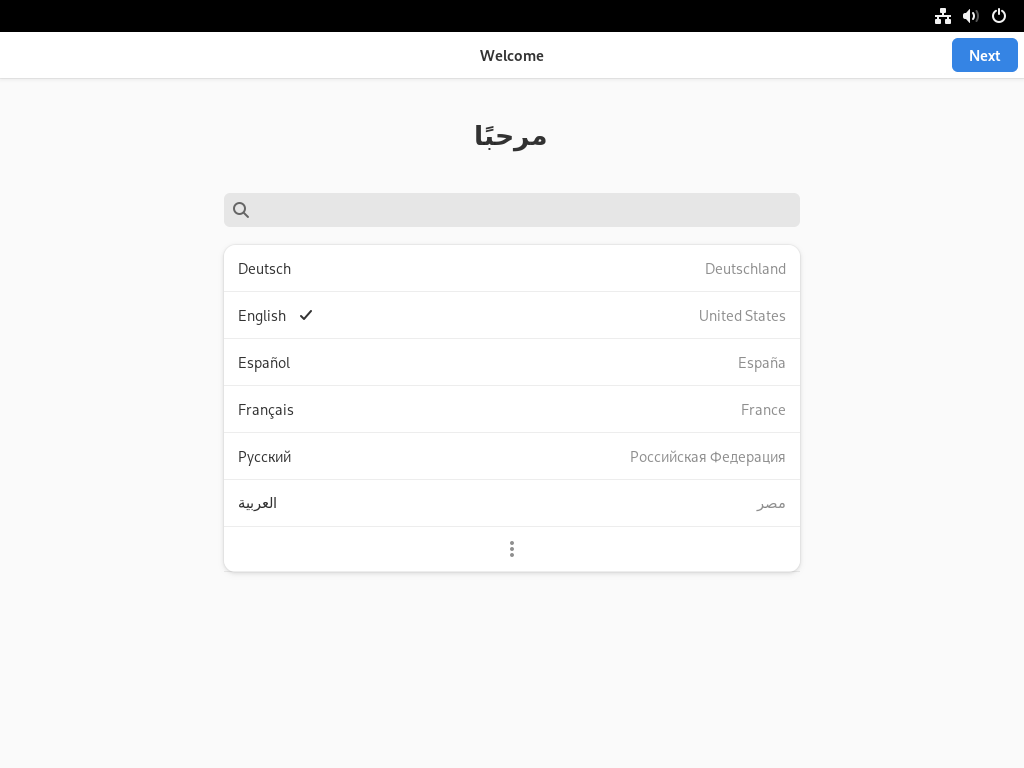 Welcome
Next
مرحبًا
Deutsch Deutschland
English United States
Español España
Français France
Русский Российская Федерация
العربية مصر